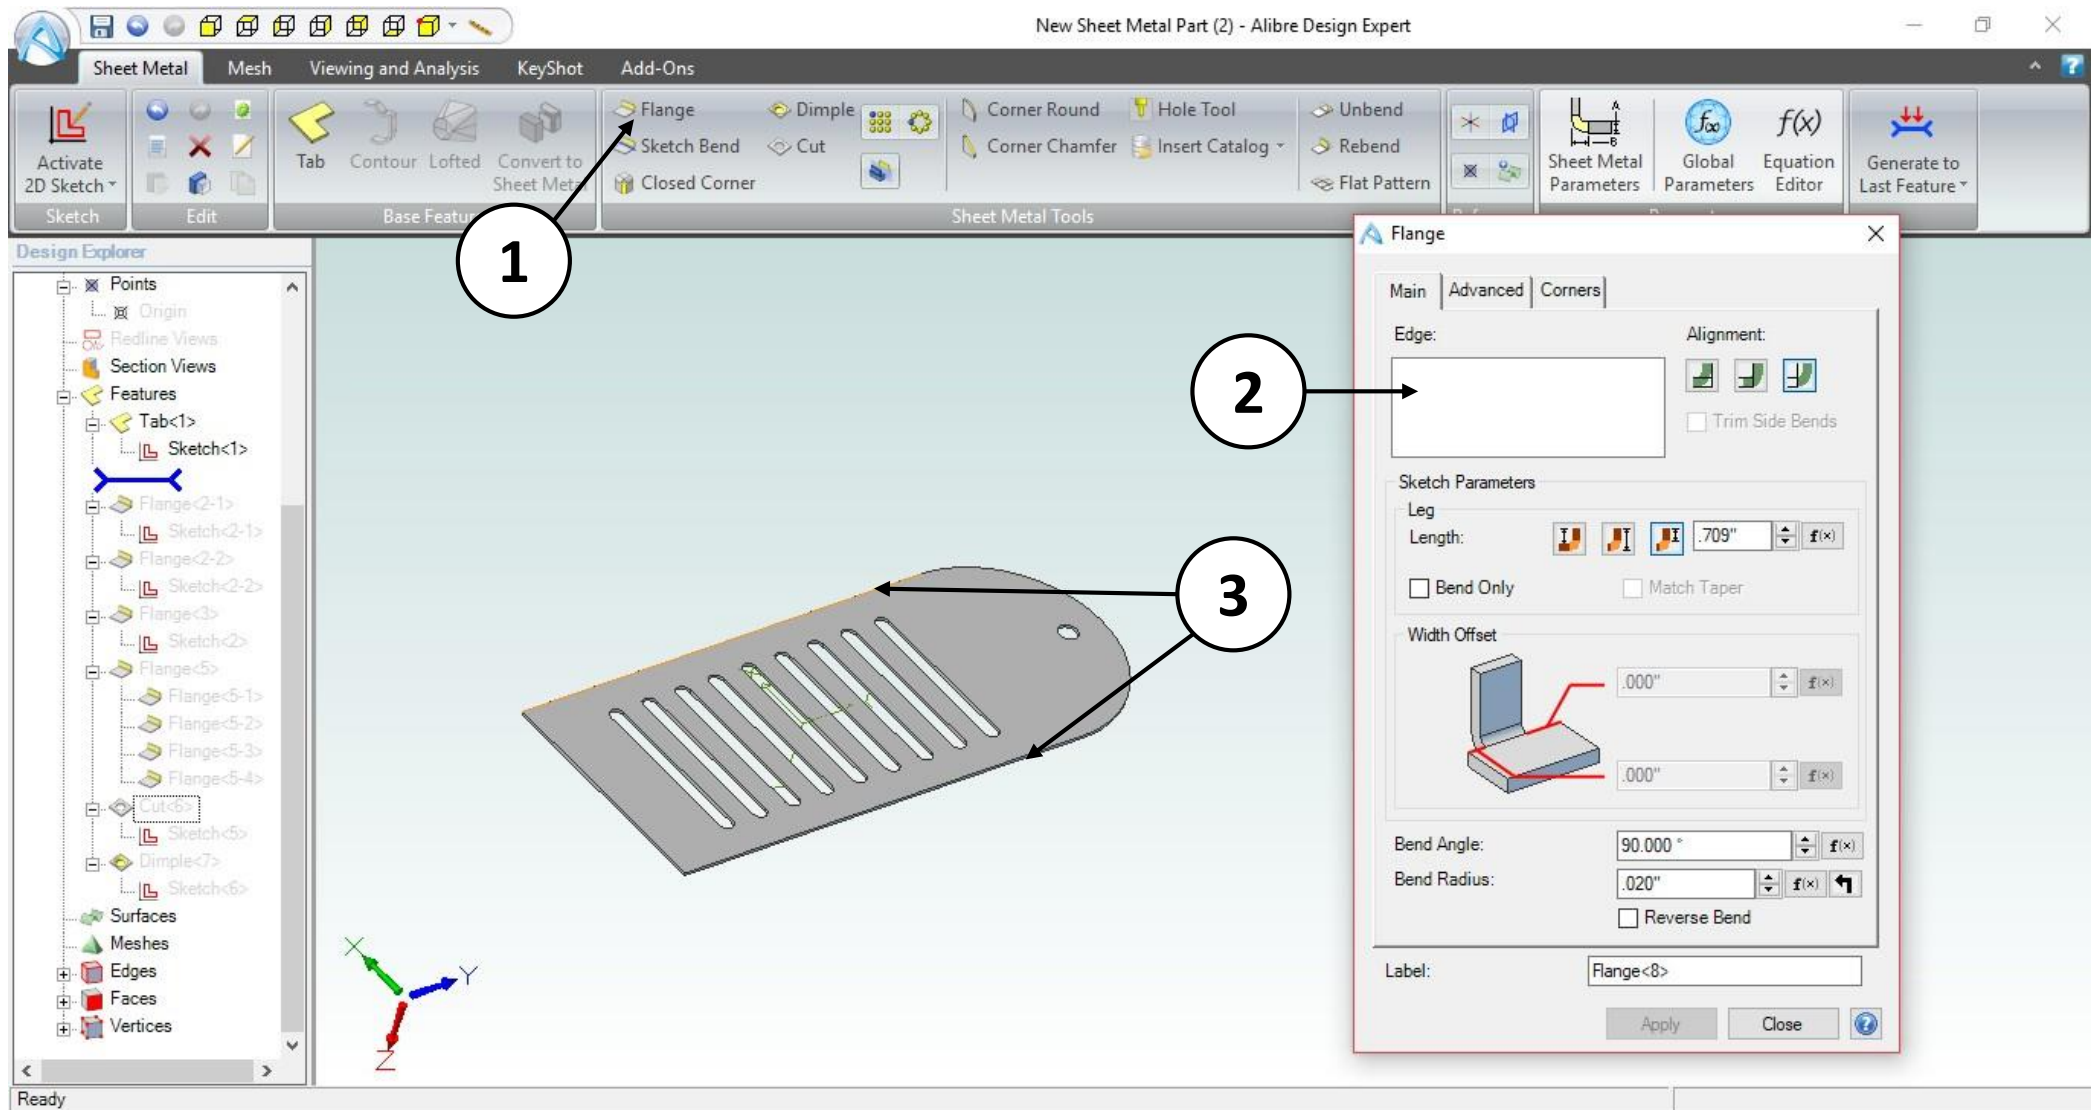 New Sheet Metal Part (2) - Alibre Design Expert
Sheet Metal Mesh Viewing and Analysis KeyShot Add-Ons
Activate
2D Sketch
Sketch
Edit
Tab
Contour
Lofted
Convert to
Sheet Metal
Base Featur
Flange
Sketch Bend
Closed Corner
Dimple
Cut
Corner Round
Corner Chamfer
Hole Tool
Insert Catalog
Unbend
Rebend
Flat Pattern
Sheet Metal Tools
A
B
Sheet Metal
Parameters
f∞
Global
Parameters
f(x)
Equation
Editor
Generate to
Last Feature
Design Explorer
Points
Origin
Redline Views
Section Views
Features
Tab<1>
Sketch<1>
Flange<2-1>
Sketch<2-1>
Flange<2-2>
Sketch<2-2>
Flange<3>
Sketch<2>
Flange<5>
Flange<5-1>
Flange<5-2>
Flange<5-3>
Flange<5-4>
Cut<6>
Sketch<5>
Dimple<7>
Sketch<6>
Surfaces
Meshes
Edges
Faces
Vertices
1
2
3
X
Y
Z
Flange
Main Advanced Corners
Edge:
Alignment:
Trim Side Bends
Sketch Parameters
Leg
Length:
.709"
f(x)
Bend Only
Match Taper
Width Offset
.000"
f(x)
.000"
f(x)
Bend Angle:
90.000 °
f(x)
Bend Radius:
.020"
f(x)
Reverse Bend
Label:
Flange<8>
Apply
Close
Ready